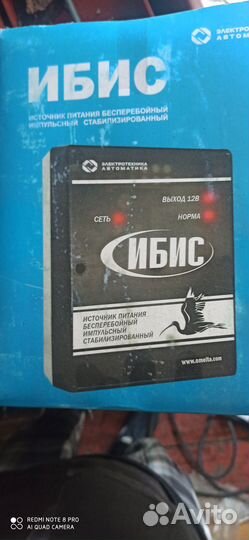 ЭЛЕКТРОТЕХНИКА
АВТОМАТИКА
ИБИС
ИСТОЧНИК ПИТАНИЯ БЕСПЕРЕБОЙНЫЙ
ИМПУЛЬСНЫЙ СТАБИЛИЗИРОВАННЫЙ
ЭЛЕКТРОТЕХНИКА
АВТОМАТИКА
ВЫХОД 12В
СЕТЬ
НОРМА
ИБИС
ИСТОЧНИК ПИТАНИЯ
БЕСПЕРЕБОЙНЫЙ
ИМПУЛЬСНЫЙ
СТАБИЛИЗИРОВАННЫЙ
www.omelta.com
REDMI NOTE 8 PRO
AI QUAD CAMERA
Avito